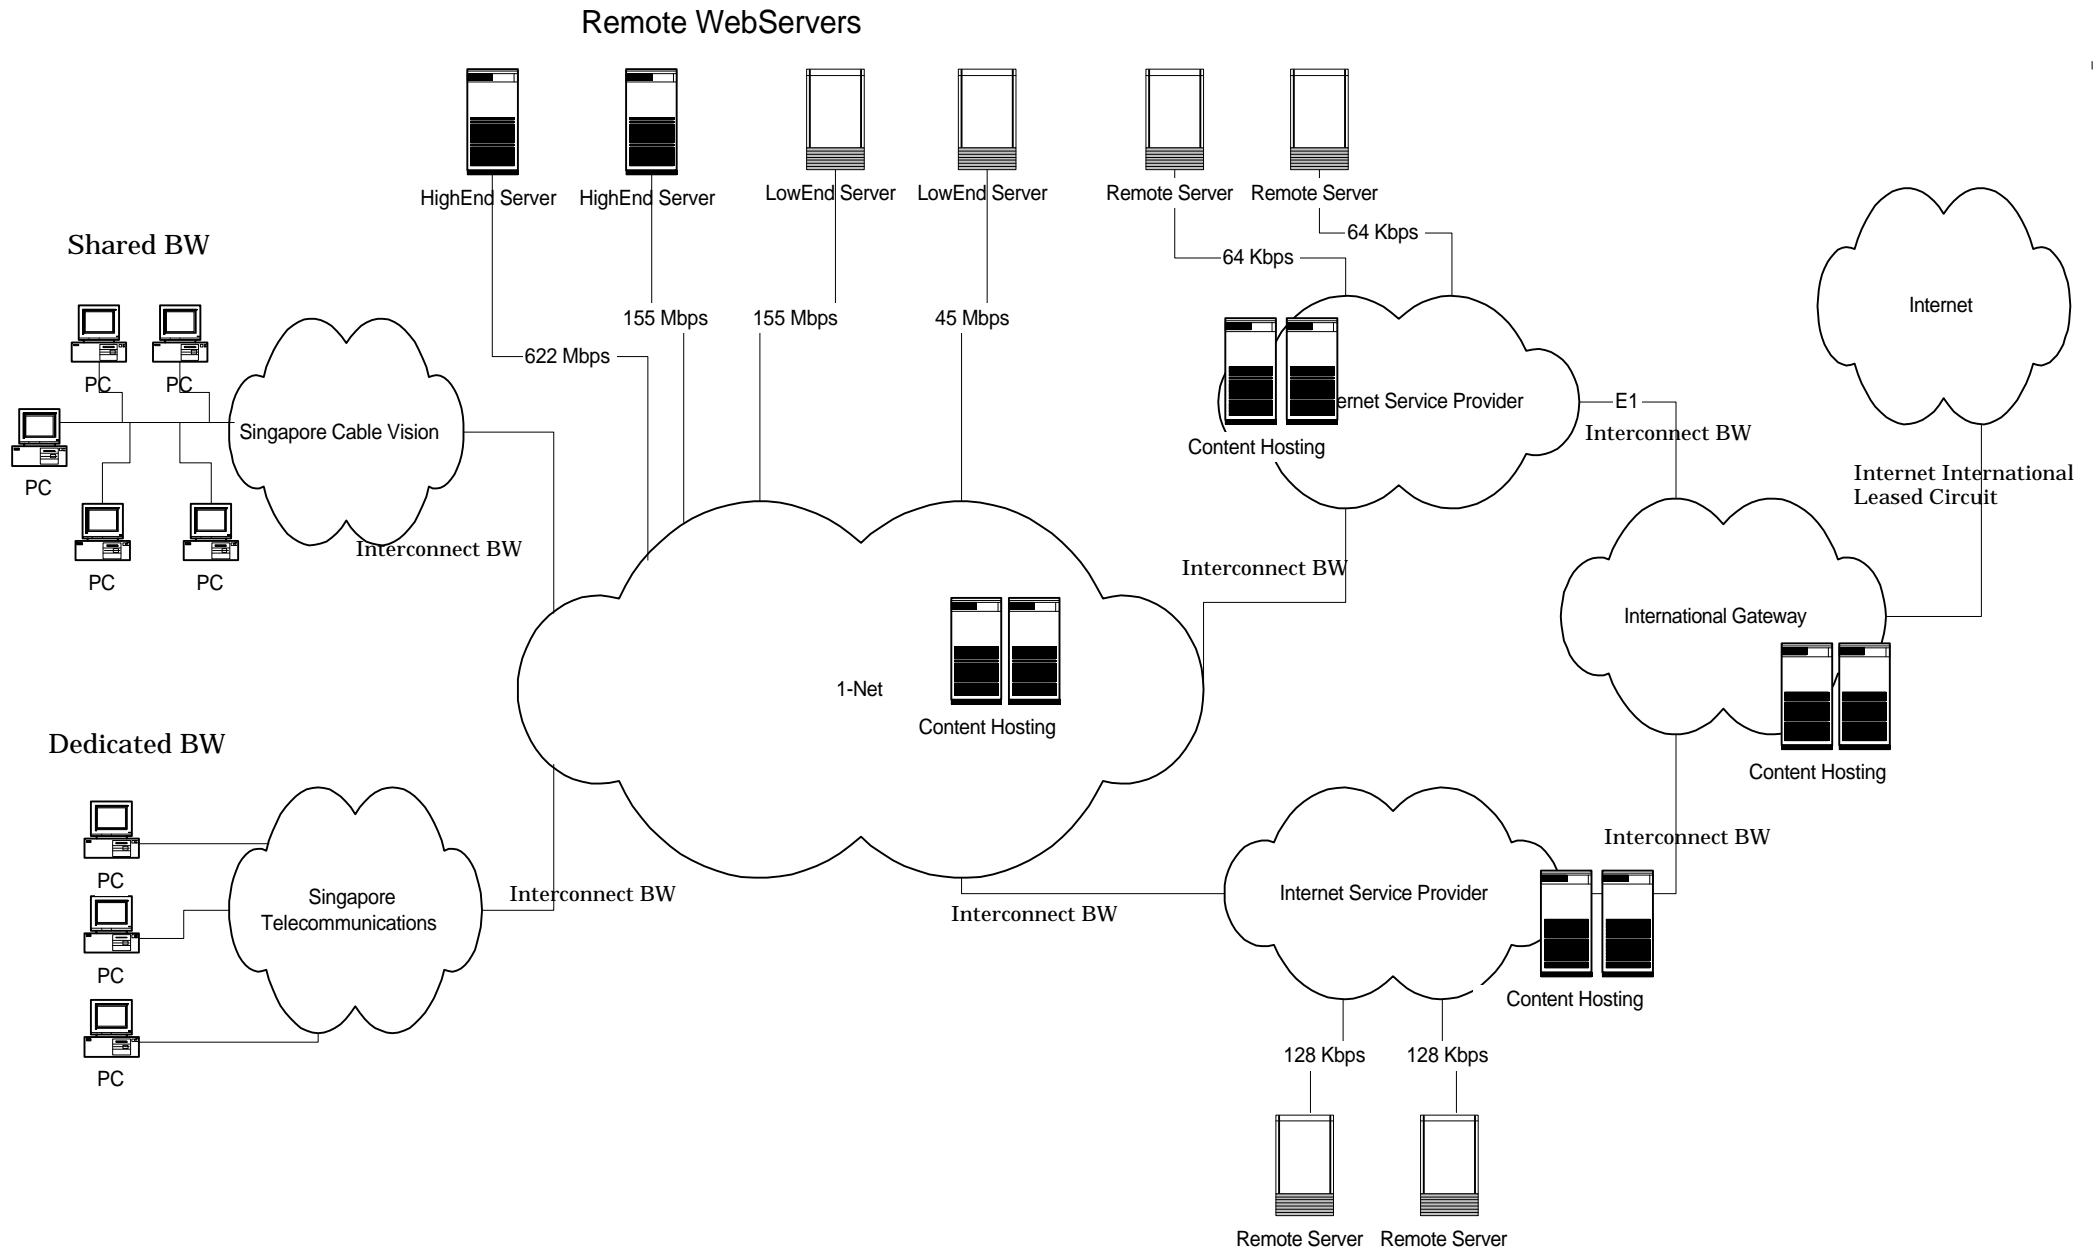 Remote WebServers
HighEnd Server
HighEnd Server
LowEnd Server
LowEnd Server
Remote Server
Remote Server
Shared BW
64 Kbps
64 Kbps
155 Mbps
155 Mbps
45 Mbps
622 Mbps
Internet
PC
PC
Singapore Cable Vision
ernet Service Provider
E1
Interconnect BW
Content Hosting
PC
Internet International
Leased Circuit
Interconnect BW
Interconnect BW
PC
PC
International Gateway
1-Net
Content Hosting
Dedicated BW
Content Hosting
Interconnect BW
PC
Singapore
Telecommunications
Interconnect BW
Interconnect BW
Internet Service Provider
PC
Content Hosting
128 Kbps
128 Kbps
PC
Remote Server
Remote Server